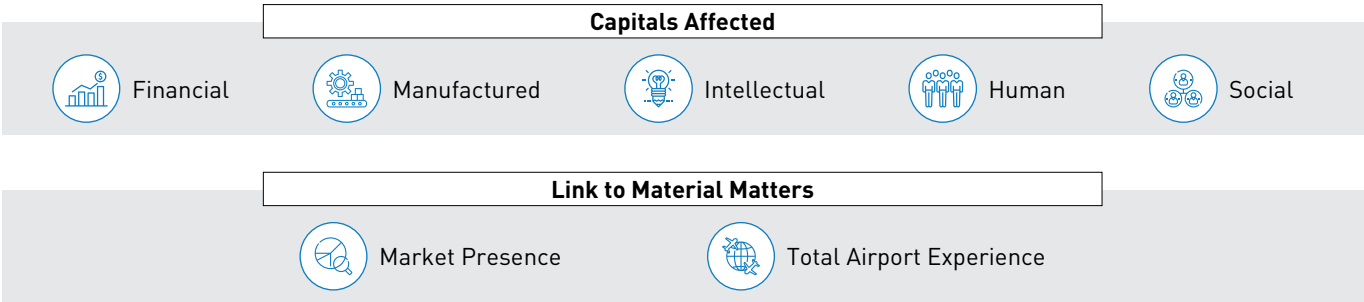 Capitals Affected
Financial
Manufactured
Intellectual
Human
Social
Link to Material Matters
Market Presence
Total Airport Experience